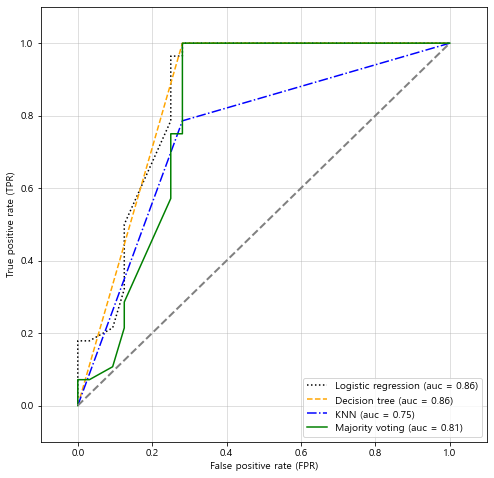 1.0
0.8
0.6
0.4
0.2
0.0
True positive rate (TPR)
0.0 0.2 0.4 0.6 0.8 1.0
False positive rate (FPR)
Logistic regression (auc = 0.86)
Decision tree (auc = 0.86)
KNN (auc = 0.75)
Majority voting (auc = 0.81)